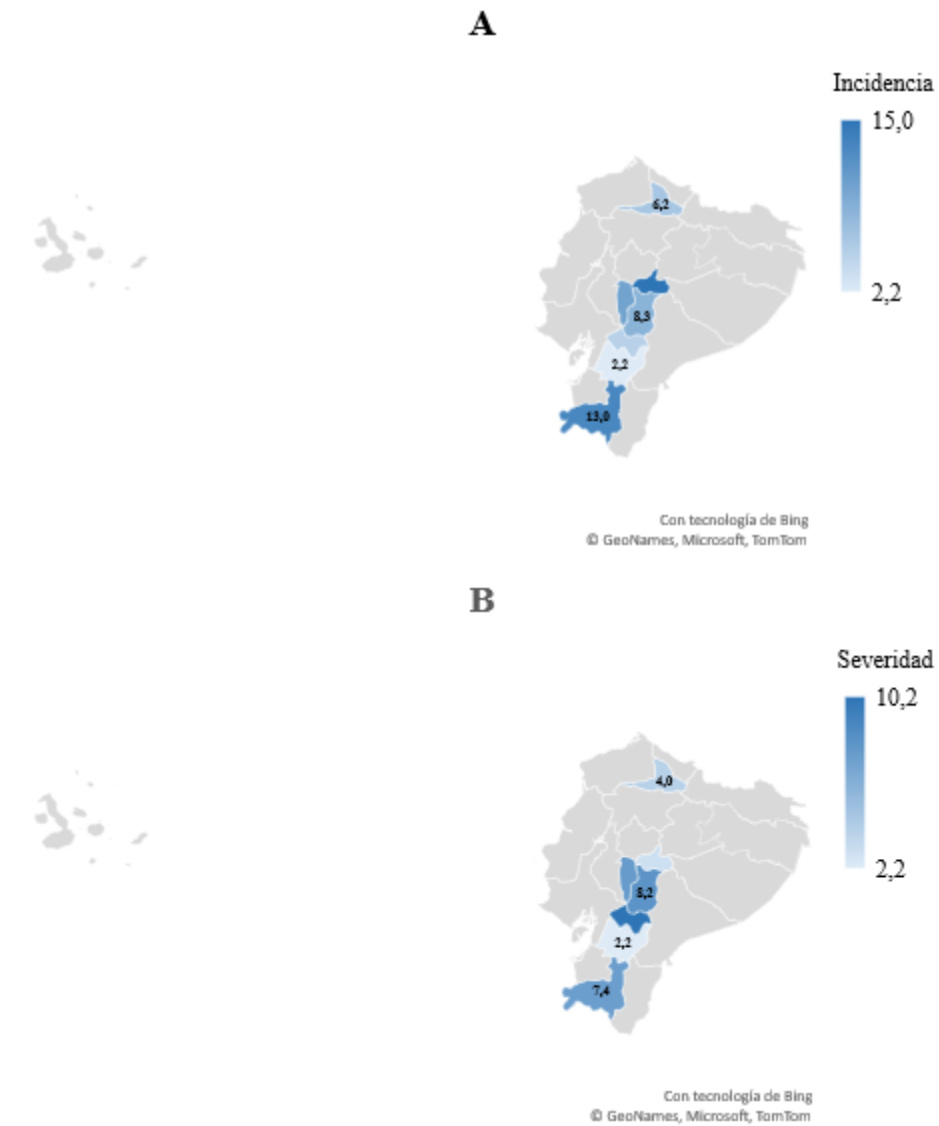 A
Incidencia
15,0
6,2
2,2
8,3
2,2
13,0
Con tecnología de Bing
© GeoNames, Microsoft, TomTom
B
Severidad
10,2
4,0
2,2
8,2
2,2
7,4
Con tecnología de Bing
© GeoNames, Microsoft, TomTom